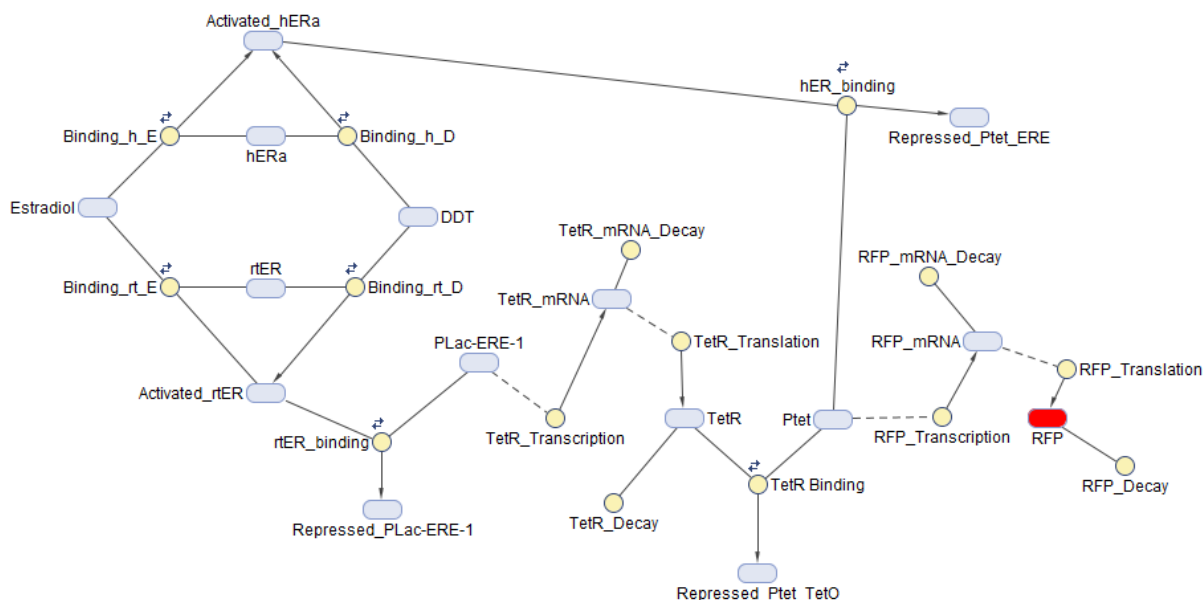 Activated_hERa
hER_binding
Repressed_Ptet_ERE
Binding_h_E
hERa
Binding_h_D
Estradiol
DDT
TetR_mRNA_Decay
RFP_mRNA_Decay
Binding_rt_E
rtER
Binding_rt_D
TetR_mRNA
PLac-ERE-1
TetR_Translation
RFP_mRNA
RFP_Translation
Activated_rtER
TetR_Transcription
TetR
Ptet
RFP_Transcription
RFP
rtER_binding
TetR Binding
RFP_Decay
Repressed_PLac-ERE-1
TetR_Decay
Repressed_Ptet_TetO